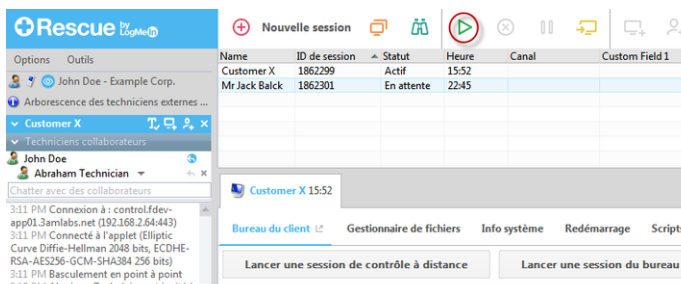 Rescue by LogMeIn
Nouvelle session
Options Outils
Name ID de session Statut Heure Canal Custom Field 1
Customer X 1862299 Actif 15:52
Mr Jack Balck 1862301 En attente 22:45
John Doe - Example Corp.
Arborescence des techniciens externes ...
Customer X
Techniciens collaborateurs
John Doe
Abraham Technician
Chatter avec des collaborateurs
3:11 PM Connexion à : control.fdev-
app01.3amlabs.net (192.168.2.64:443)
3:11 PM Connecté à l'applet (Elliptic
Curve Diffie-Hellman 2048 bits, ECDHE-
RSA-AES256-GCM-SHA384 256 bits)
3:11 PM Basculement en point à point
Customer X 15:52
Bureau du client Gestionnaire de fichiers Info système Redémarrage Scripts
Lancer une session de contrôle à distance Lancer une session du bureau